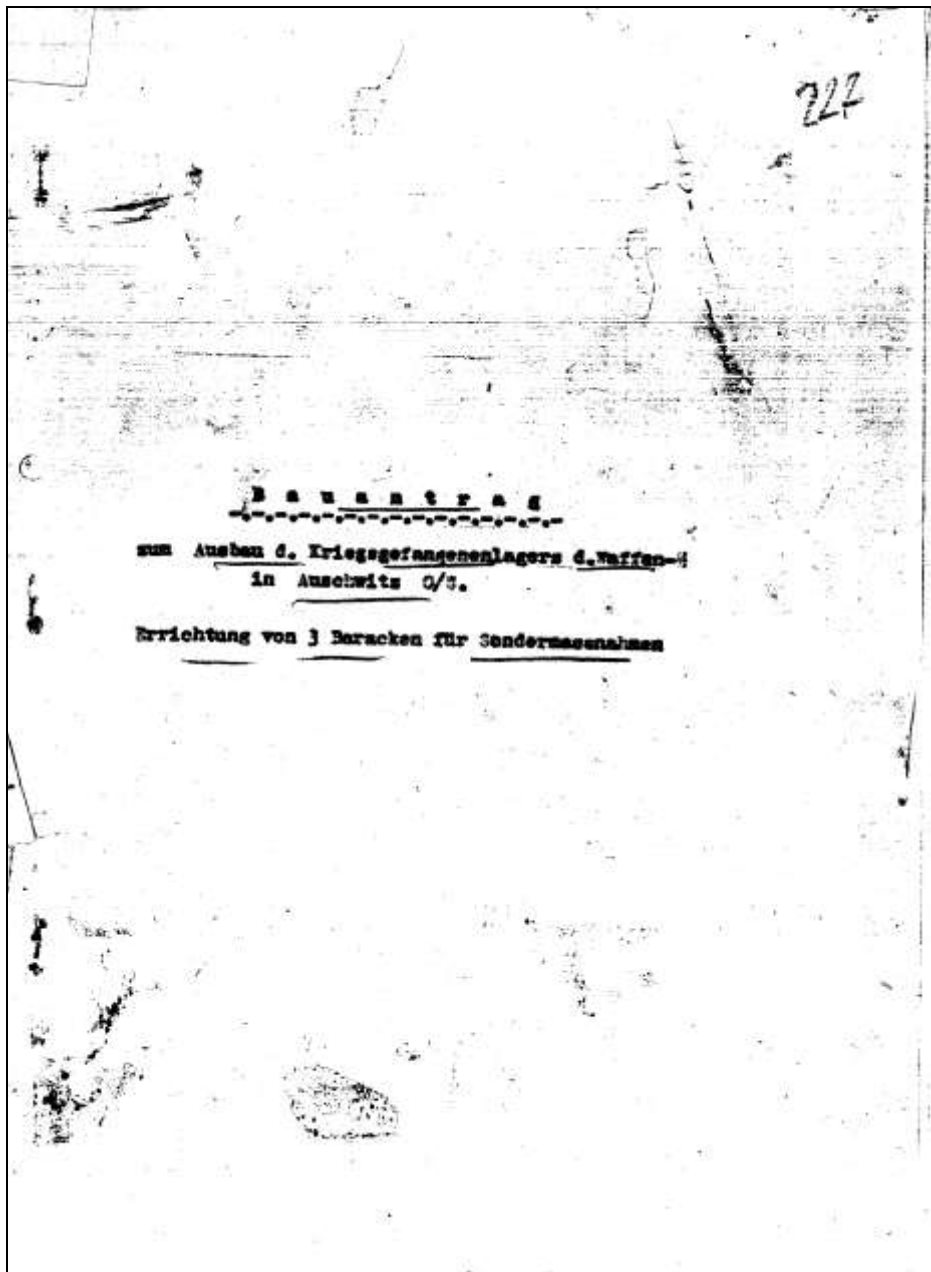 227
B a u a n t r a g
zum Ausbau d. Kriegsgefangenenlagers d.Waffen-SS
in Auschwitz O/S.
Errichtung von 3 Baracken für Sondermassnahmen